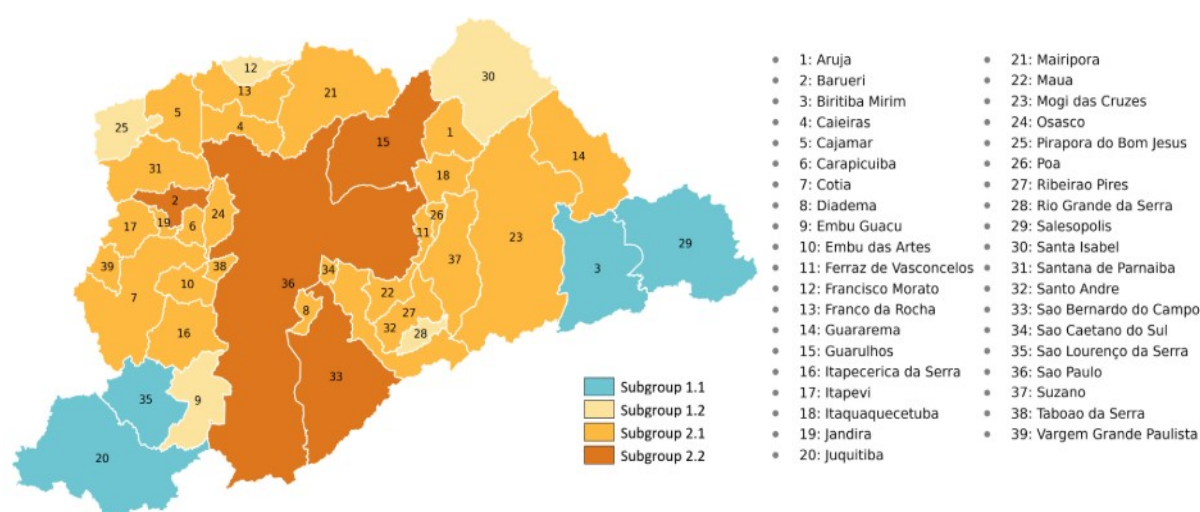 12
30
13
21
5
25
4
15
1
14
31
18
2
24
26
17
19
6
11
23
29
39
38
34
37
3
7
10
36
22
8
27
16
32
28
33
35
9
20
Subgroup 1.1
Subgroup 1.2
Subgroup 2.1
Subgroup 2.2
1: Aruja
2: Barueri
3: Biritiba Mirim
4: Caieiras
5: Cajamar
6: Carapicuiba
7: Cotia
8: Diadema
9: Embu Guacu
10: Embu das Artes
11: Ferraz de Vasconcelos
12: Francisco Morato
13: Franco da Rocha
14: Guararema
15: Guarulhos
16: Itapecerica da Serra
17: Itapevi
18: Itaquaquecetuba
19: Jandira
20: Juquitiba
21: Mairipora
22: Maua
23: Mogi das Cruzes
24: Osasco
25: Pirapora do Bom Jesus
26: Poa
27: Ribeirao Pires
28: Rio Grande da Serra
29: Salesopolis
30: Santa Isabel
31: Santana de Parnaiba
32: Santo Andre
33: Sao Bernardo do Campo
34: Sao Caetano do Sul
35: Sao Lourenço da Serra
36: Sao Paulo
37: Suzano
38: Taboao da Serra
39: Vargem Grande Paulista